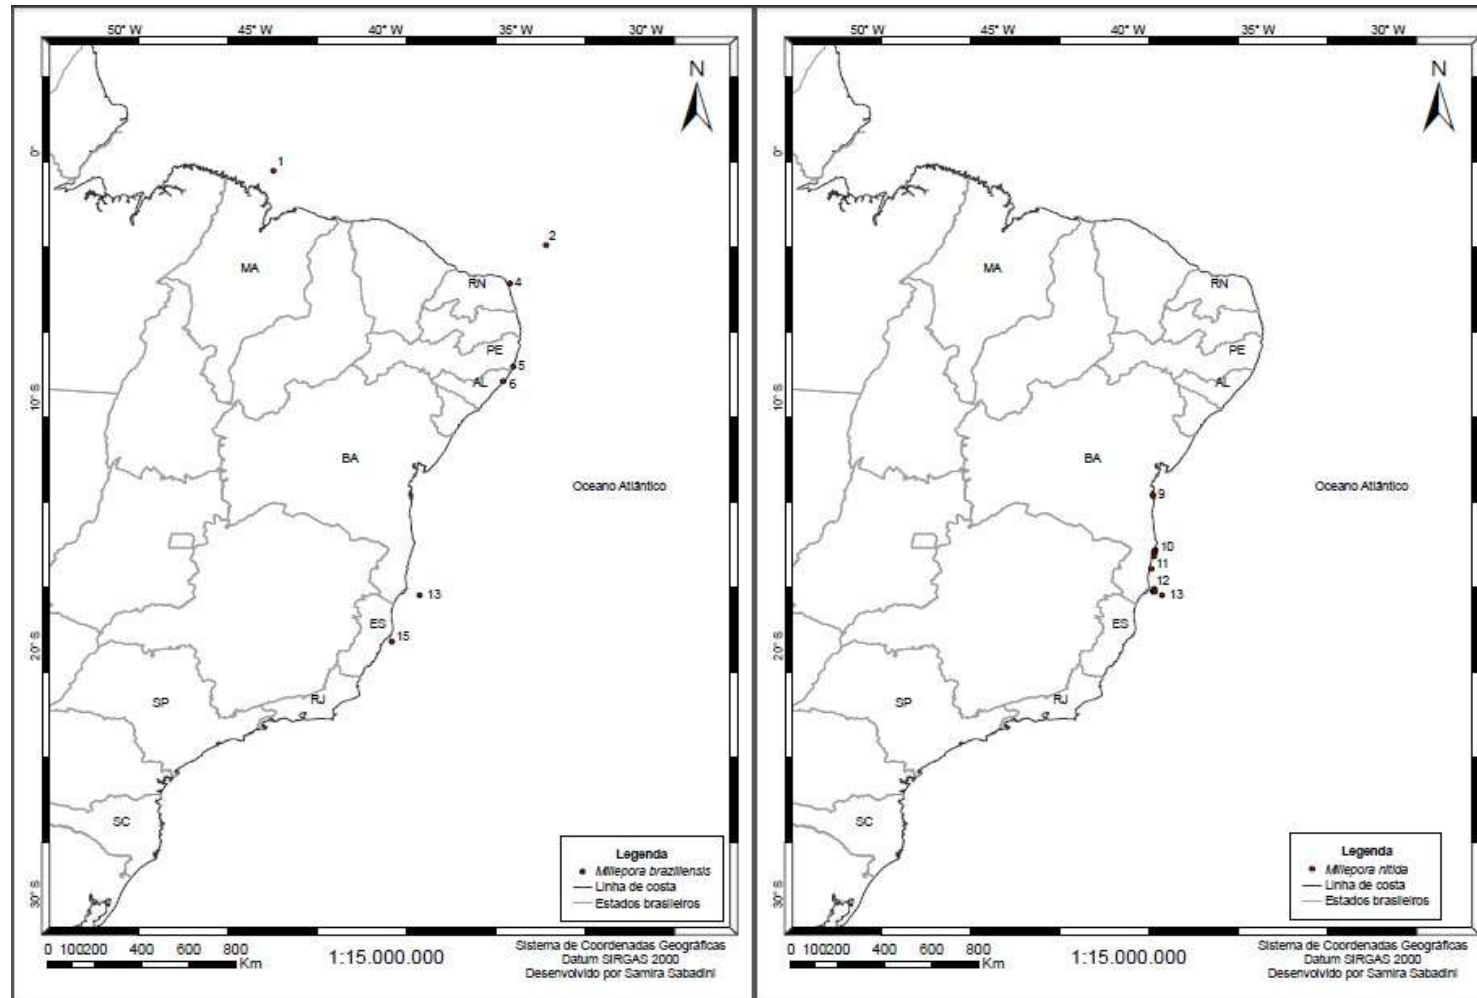 50° W 45° W 40° W 35° W 30° W
N
0°
1
2
MA
RN
4
PE
5
AL
6
10° S
BA
Oceano Atlântico
13
ES
15
20° S
SP
RJ
SC
30° S
Legenda
Millepora braziliensis
Linha de costa
Estados brasileiros
0 100200 400 600 800
Km
1:15.000.000
Sistema de Coordenadas Geográficas
Datum SIRGAS 2000
Desenvolvido por Samira Sabadini
50° W 45° W 40° W 35° W 30° W
N
0°
MA
RN
PE
AL
10° S
BA
Oceano Atlântico
9
10
11
12
13
ES
20° S
SP
RJ
SC
30° S
Legenda
Millepora nitida
Linha de costa
Estados brasileiros
0 100200 400 600 800
Km
1:15.000.000
Sistema de Coordenadas Geográficas
Datum SIRGAS 2000
Desenvolvido por Samira Sabadini